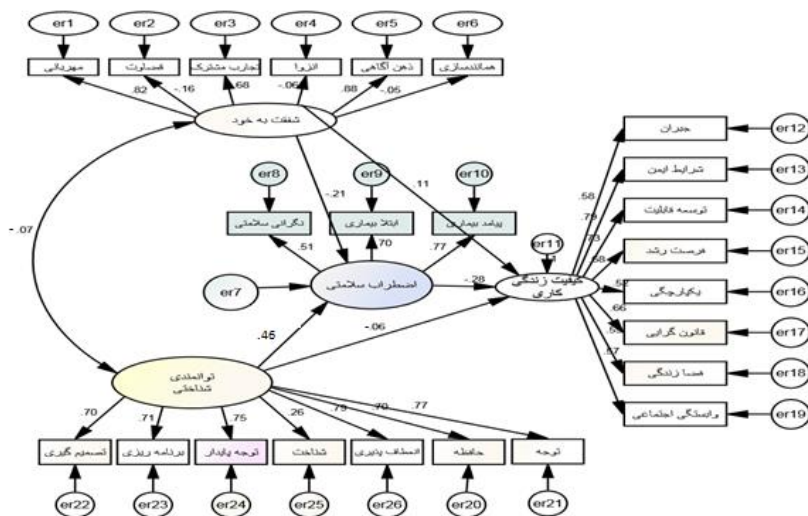 er1 er2 er3 er4 er5 er6
مهربانی قضاوت تجارب مشترک انزوا ذهن آگاهی همانندسازی
.82 -.16 .68 -.06 .88 -.05
شفقت به خود
er8 er9 er10
نگرانی سلامتی ابتلا بیماری پیامد بیماری
.51 .70 .77
-.21 .11
-.07
er7
اضطراب سلامتی
-.28
er11
کیفیت زندگی
کاری
.45
-.06
جبران er12
شرایط ایمن er13
توسعه قابلیت er14
فرصت رشد er15
یکپارچگی er16
قانون گرایی er17
فضا زندگی er18
وابستگی اجتماعی er19
.58
.79
.73
.68
.66
.57
توانمندی
شناختی
.70 .71 .75 .26 .79 .70 .77
تصمیم گیری برنامه ریزی توجه پایدار شناخت انعطاف پذیری حافظه توجه
er22 er23 er24 er25 er26 er20 er21